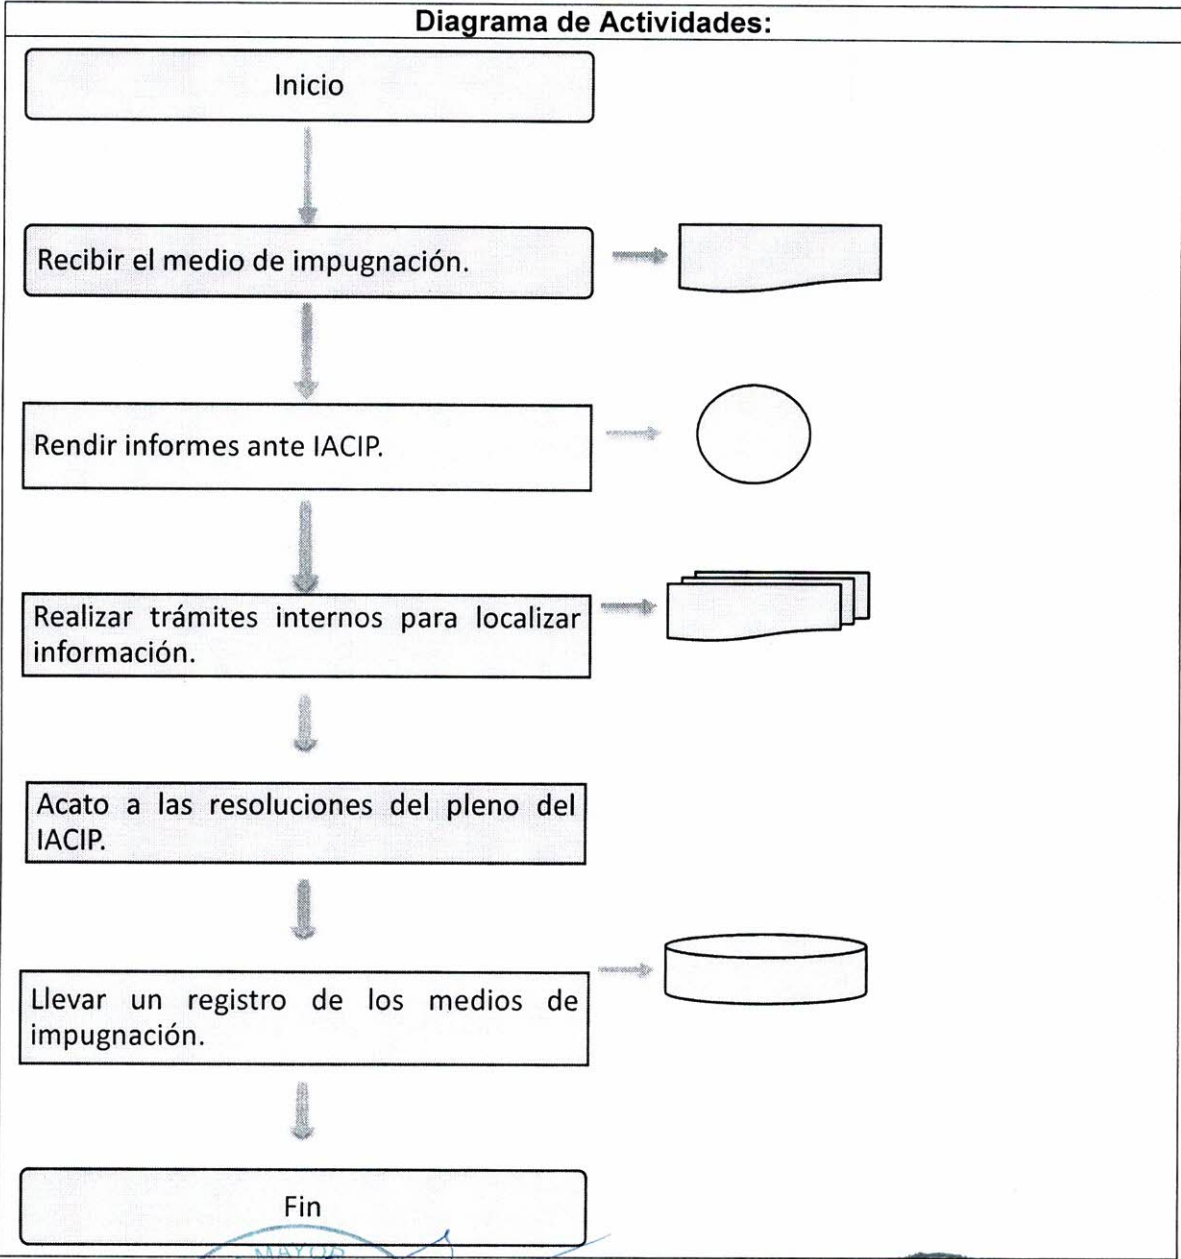 Diagrama de Actividades:
Inicio
Recibir el medio de impugnación.
Rendir informes ante IACIP.
Realizar trámites internos para localizar
información.
Acato a las resoluciones del pleno del
IACIP.
Llevar un registro de los medios de
impugnación.
Fin
MAYOR